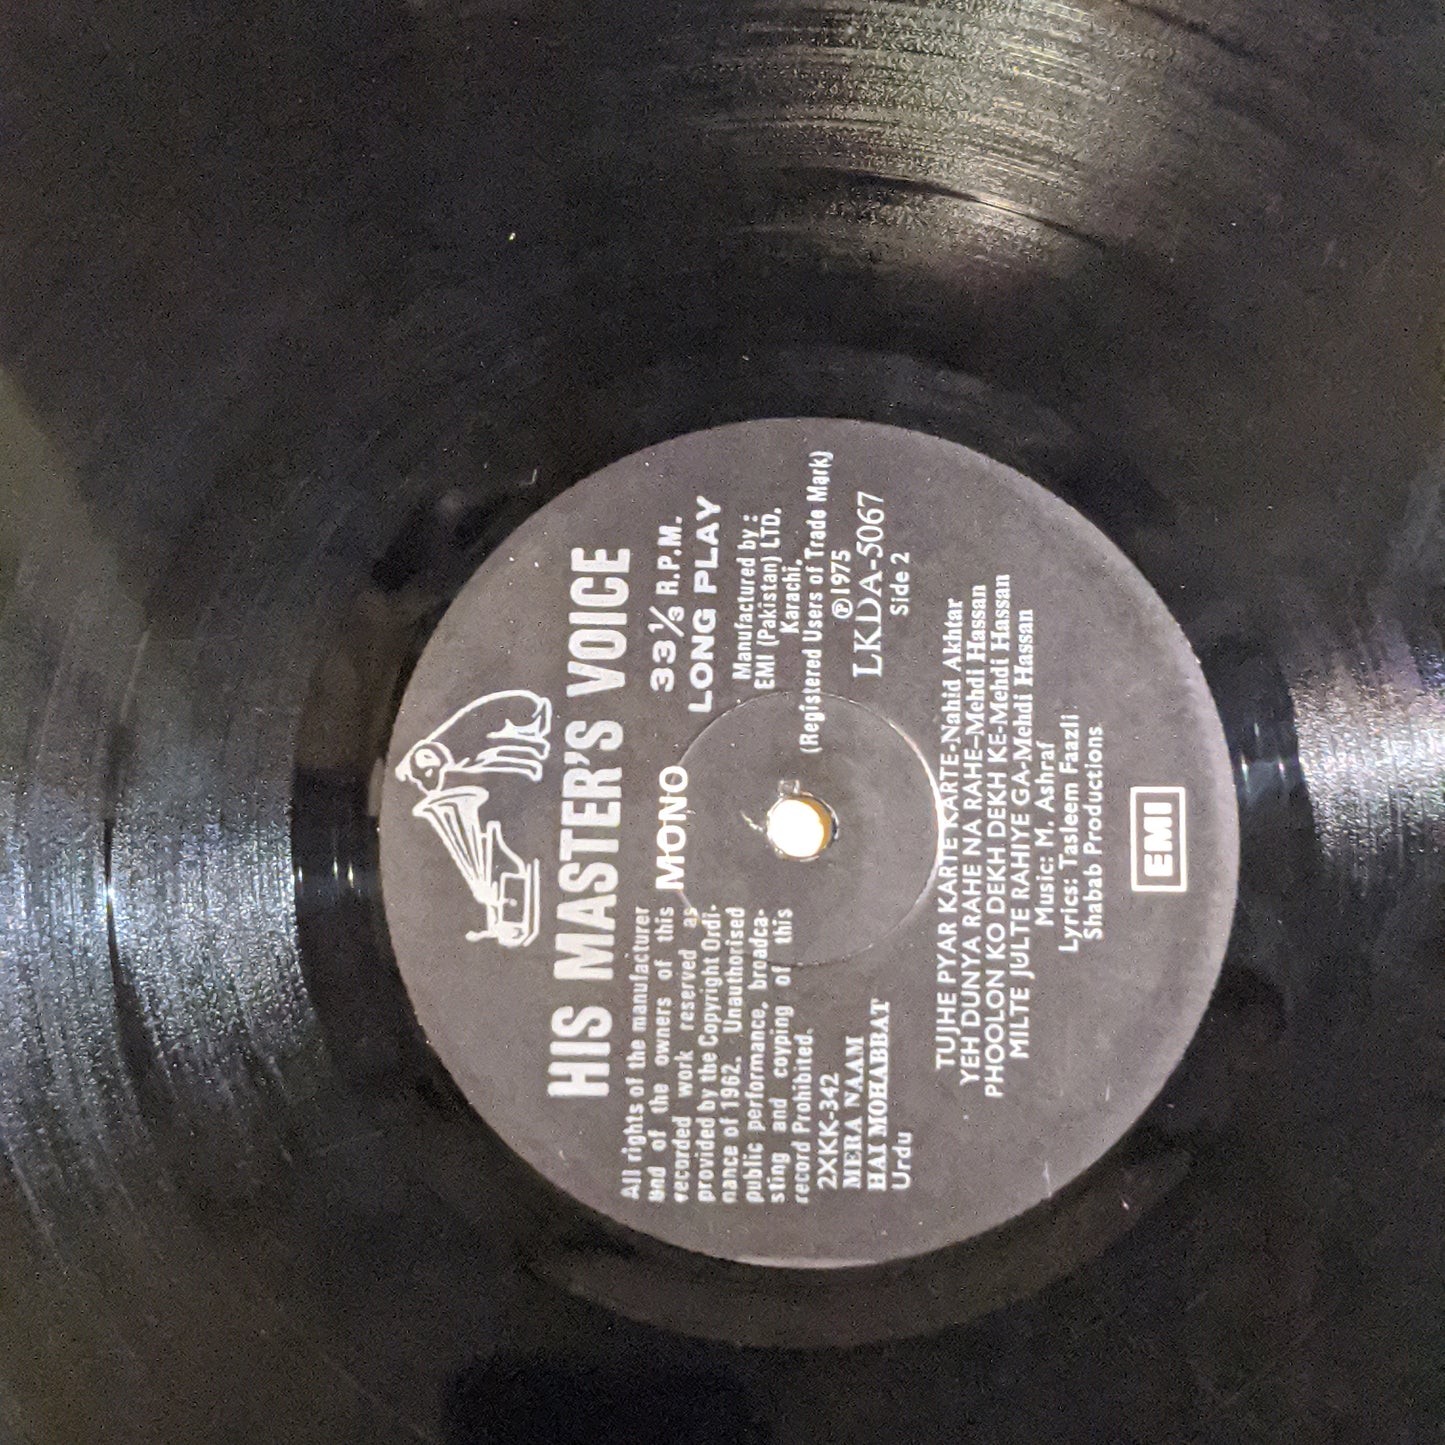 HIS MASTER'S VOICE
All rights of the manufacturer
and of the owners of this
recorded work reserved as
provided by the Copyright Ordi-
nance of 1962. Unauthorised
public performance, broadca-
sting and coyping of this
record Prohibited.
2XKK-342
MERA NAAM
HAI MOHABBAT
Urdu
MONO
33⅓ R.P.M.
LONG PLAY
Manufactured by :
EMI (Pakistan) LTD.
Karachi.
(Registered Users of Trade Mark)
℗1975
LKDA-5067
Side 2
TUJHE PYAR KARTE KARTE-Nahid Akhtar
YEH DUNYA RAHE NA RAHE-Mehdi Hassan
PHOOLON KO DEKH DEKH KE-Mehdi Hassan
MILTE JULTE RAHIYE GA-Mehdi Hassan
Music: M. Ashraf
Lyrics: Tasleem Faazli
Shabab Productions
EMI